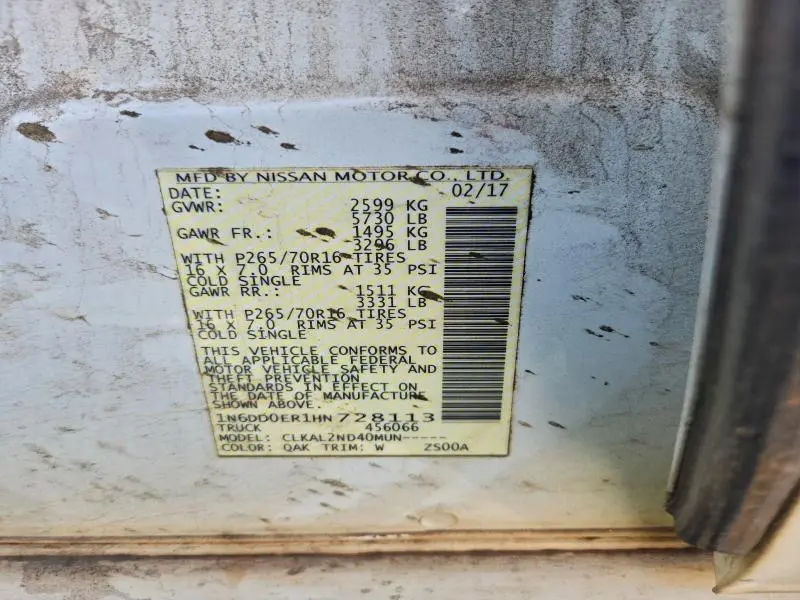 MFD BY NISSAN MOTOR CO., LTD.
DATE: 02/17
GVWR: 2599 KG
5730 LB
GAWR FR.: 1495 KG
3296 LB
WITH P265/70R16 TIRES
16 X 7.0 RIMS AT 35 PSI
COLD SINGLE
GAWR RR.: 1511 KG
3331 LB
WITH P265/70R16 TIRES
16 X 7.0 RIMS AT 35 PSI
COLD SINGLE
THIS VEHICLE CONFORMS TO
ALL APPLICABLE FEDERAL
MOTOR VEHICLE SAFETY AND
THEFT PREVENTION
STANDARDS IN EFFECT ON
THE DATE OF MANUFACTURE
SHOWN ABOVE.
1N6DD0ER1HN728113
TRUCK 456066
MODEL: CLKAL2ND40MUN-----
COLOR: QAK TRIM: W ZS00A